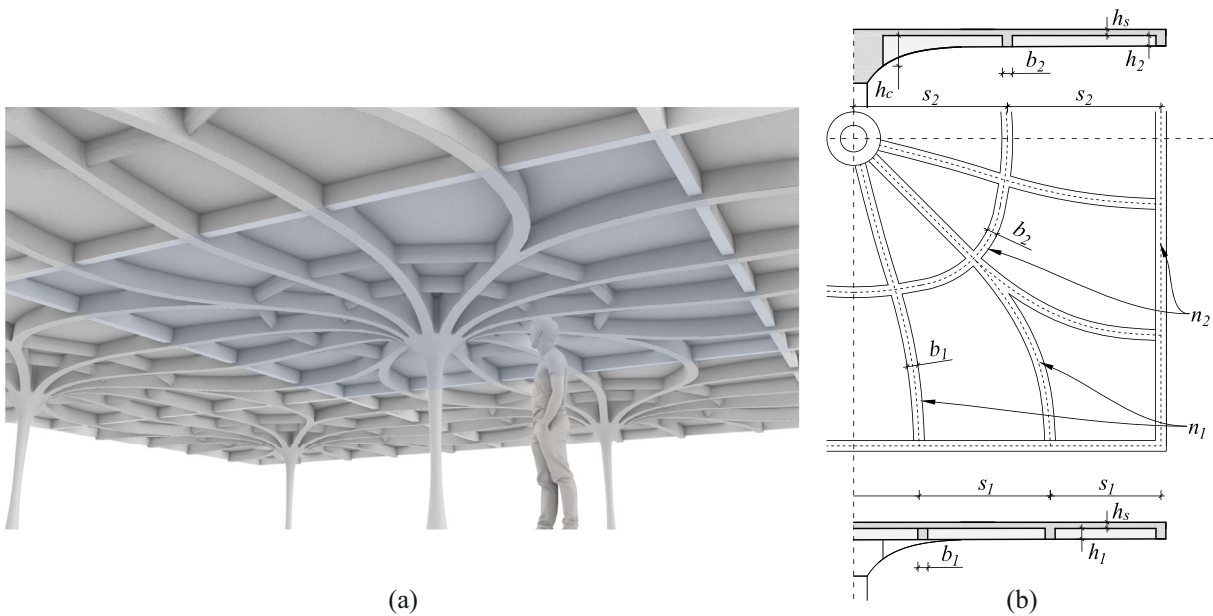 h_s
h_2
b_2
h_c
s_2 s_2
b_2
n_2
b_1
n_1
s_1 s_1
h_s
h_1
b_1
(a) (b)